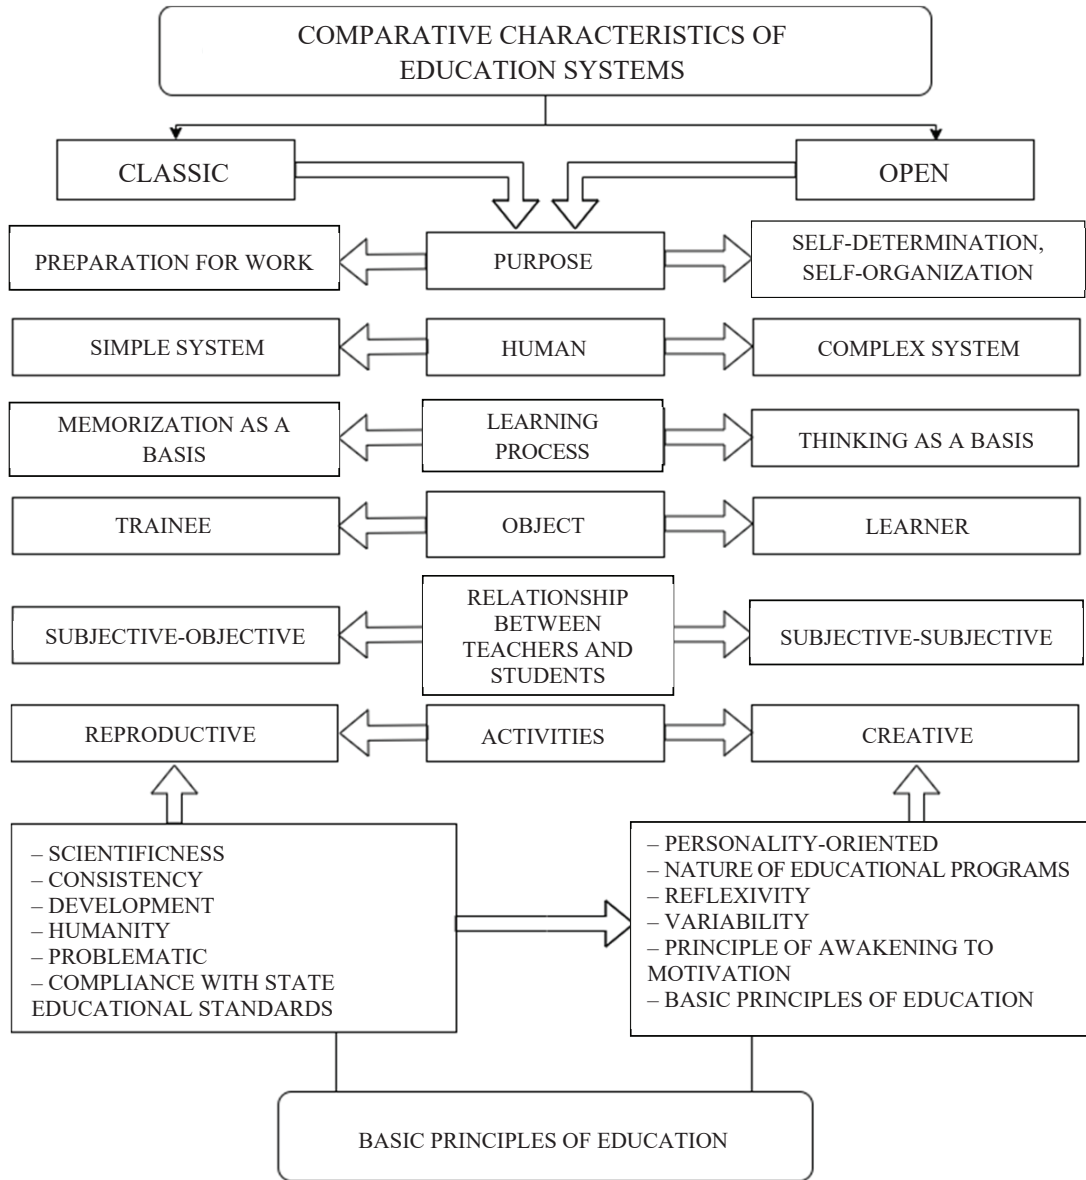 COMPARATIVE CHARACTERISTICS OF
EDUCATION SYSTEMS
CLASSIC
OPEN
PREPARATION FOR WORK
PURPOSE
SELF-DETERMINATION,
SELF-ORGANIZATION
SIMPLE SYSTEM
HUMAN
COMPLEX SYSTEM
MEMORIZATION AS A
BASIS
LEARNING
PROCESS
THINKING AS A BASIS
TRAINEE
OBJECT
LEARNER
SUBJECTIVE-OBJECTIVE
RELATIONSHIP
BETWEEN
TEACHERS AND
STUDENTS
SUBJECTIVE-SUBJECTIVE
REPRODUCTIVE
ACTIVITIES
CREATIVE
– SCIENTIFICNESS
– CONSISTENCY
– DEVELOPMENT
– HUMANITY
– PROBLEMATIC
– COMPLIANCE WITH STATE
EDUCATIONAL STANDARDS
– PERSONALITY-ORIENTED
– NATURE OF EDUCATIONAL PROGRAMS
– REFLEXIVITY
– VARIABILITY
– PRINCIPLE OF AWAKENING TO
MOTIVATION
– BASIC PRINCIPLES OF EDUCATION
BASIC PRINCIPLES OF EDUCATION